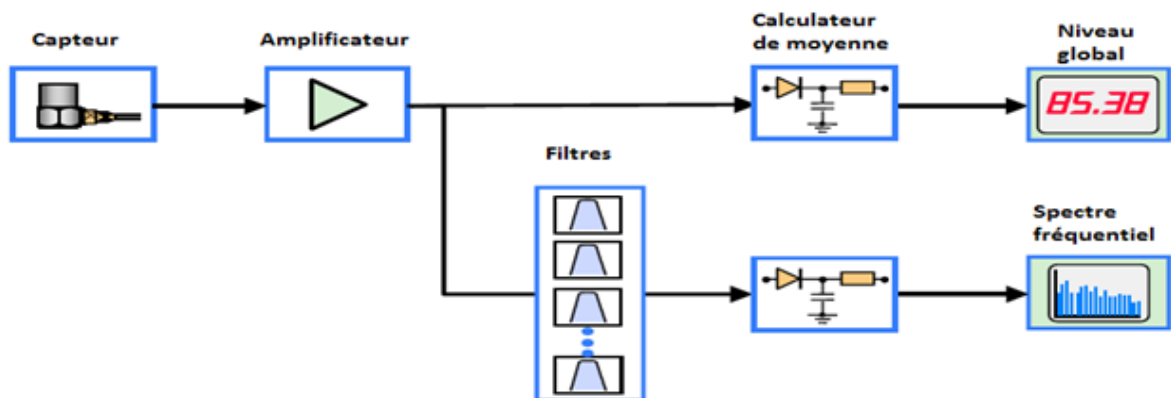 Capteur
Amplificateur
Calculateur
de moyenne
Niveau
global
85.38
Filtres
Spectre
fréquentiel